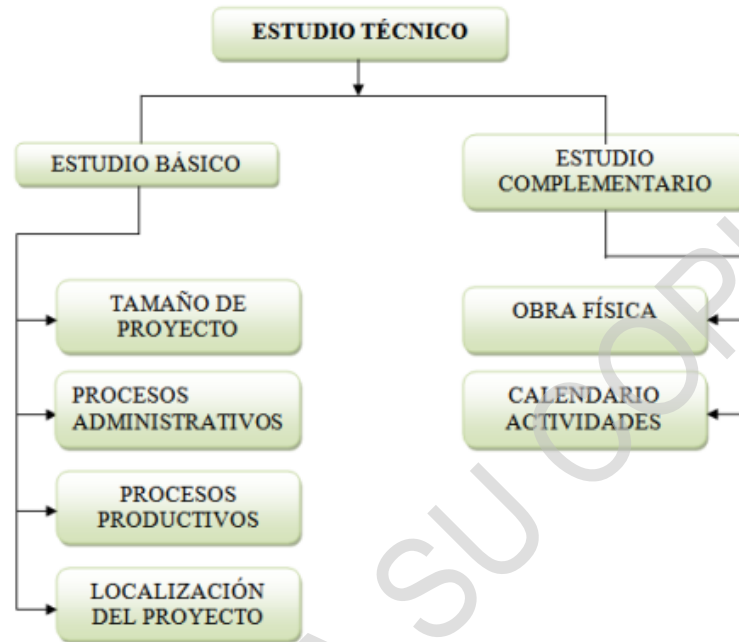 ESTUDIO TÉCNICO
ESTUDIO BÁSICO
TAMAÑO DE
PROYECTO
PROCESOS
ADMINISTRATIVOS
PROCESOS
PRODUCTIVOS
LOCALIZACIÓN
DEL PROYECTO
ESTUDIO
COMPLEMENTARIO
OBRA FÍSICA
CALENDARIO
ACTIVIDADES
SU